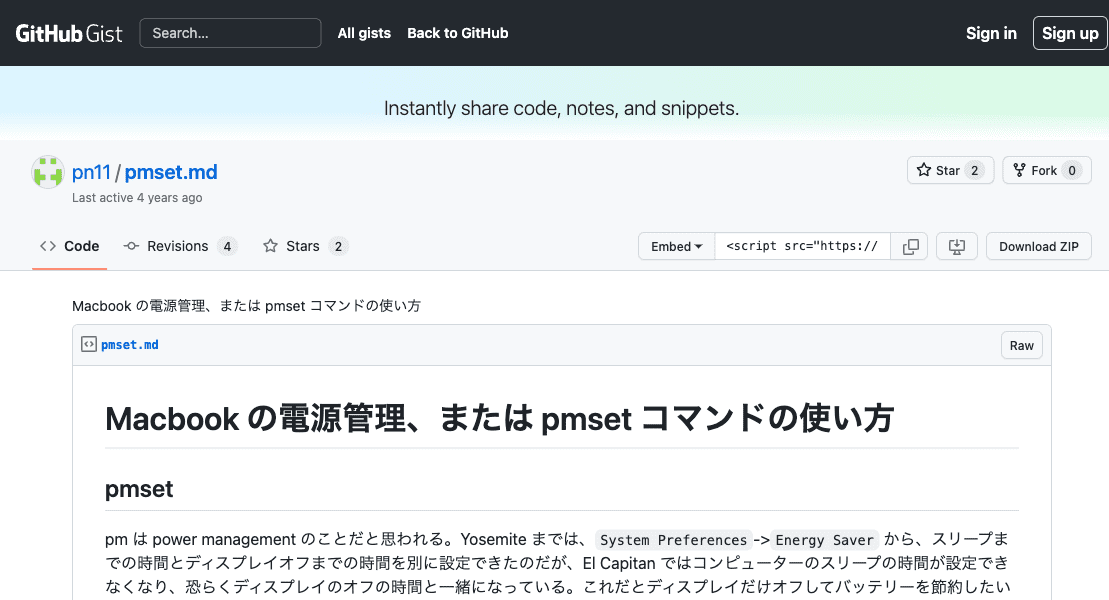 GitHub Gist
Search...
All gists
Back to GitHub
Sign in
Sign up
Instantly share code, notes, and snippets.
pn11 / pmset.md
Last active 4 years ago
Star 2
Fork 0
Code
Revisions 4
Stars 2
Embed
<script src="https://
Download ZIP
Macbook の電源管理、または pmset コマンドの使い方
pmset.md
Raw
Macbook の電源管理、または pmset コマンドの使い方
pmset
pm は power management のことだと思われる。Yosemite までは、 System Preferences -> Energy Saver から、スリープま
での時間とディスプレイオフまでの時間を別に設定できたのだが、El Capitan ではコンピューターのスリープの時間が設定でき
なくなり、恐らくディスプレイのオフの時間と一緒になっている。これだとディスプレイだけオフしてバッテリーを節約したい